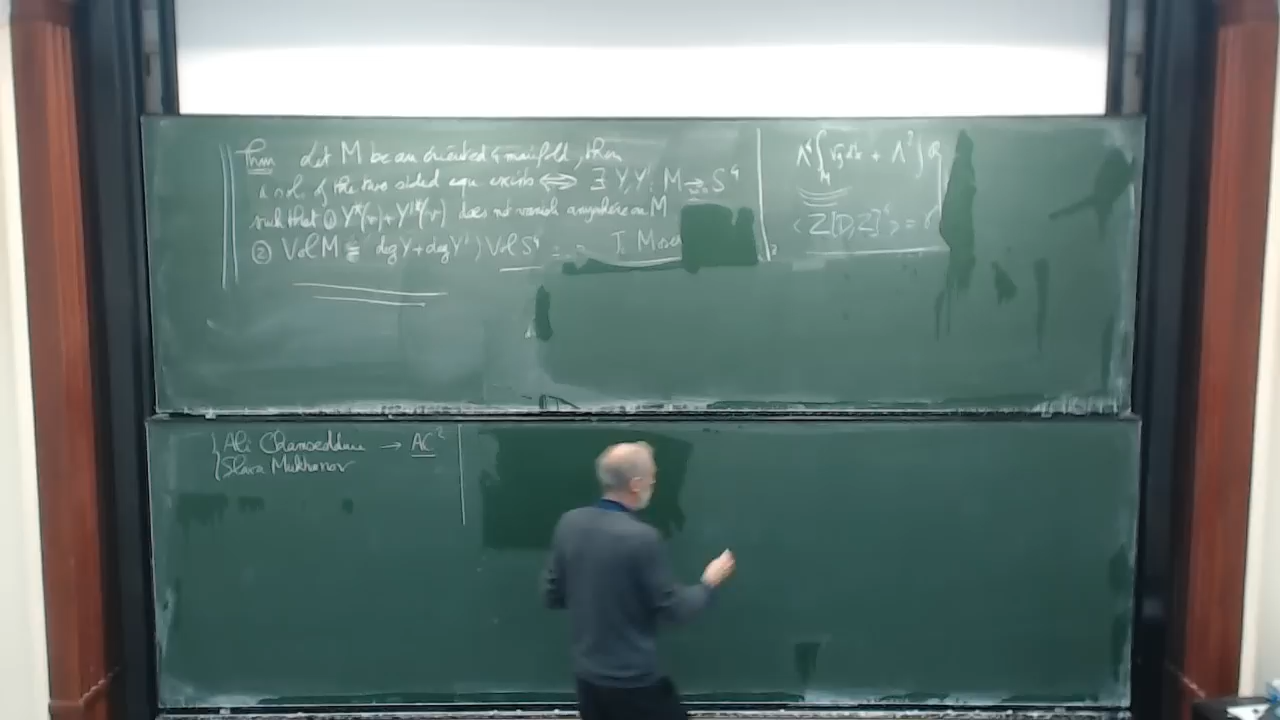 Thm Let M be an oriented 4 manifold, then
a sol. of the two sided equ exists ⟺ ∃ Y, Y' : M → S⁴
such that ① Y*(v) + Y'*(v) does not vanish anywhere on M
② Vol M = deg Y + deg Y') Vol S⁴
Λ⁴ ∫_M √g dx + Λ² ∫
⟨Z[D,Z]⁴⟩ = γ
Ali Chamseddine → AC²
Slava Mukhanov